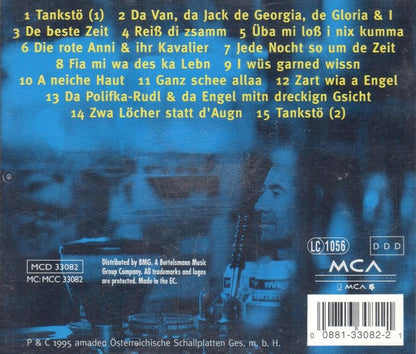 1 Tankstö (1) 2 Da Van, da Jack de Georgia, de Gloria & I
3 De beste Zeit 4 Reiß di zsamm 5 Üba mi loß i nix kumma
6 Die rote Anni & ihr Kavalier 7 Jede Nocht so um de Zeit
8 Fia mi wa des ka Lebn 9 I wüs garned wissn
10 A neiche Haut 11 Ganz schee allaa 12 Zart wia a Engel
13 Da Polifka-Rudl & da Engel mitn dreckign Gsicht
14 Zwa Löcher statt d'Augn 15 Tankstö (2)
MCD 33082
MC: MCC 33082
Distributed by BMG. A Bertelsmann Music
Group Company. All trademarks and logos
are protected. Made in the EC.
LC 1056
DDD
MCA
MCA
0 08811-33082-2 1
P & C 1995 amadeo Österreichische Schallplatten Ges. m. b. H.